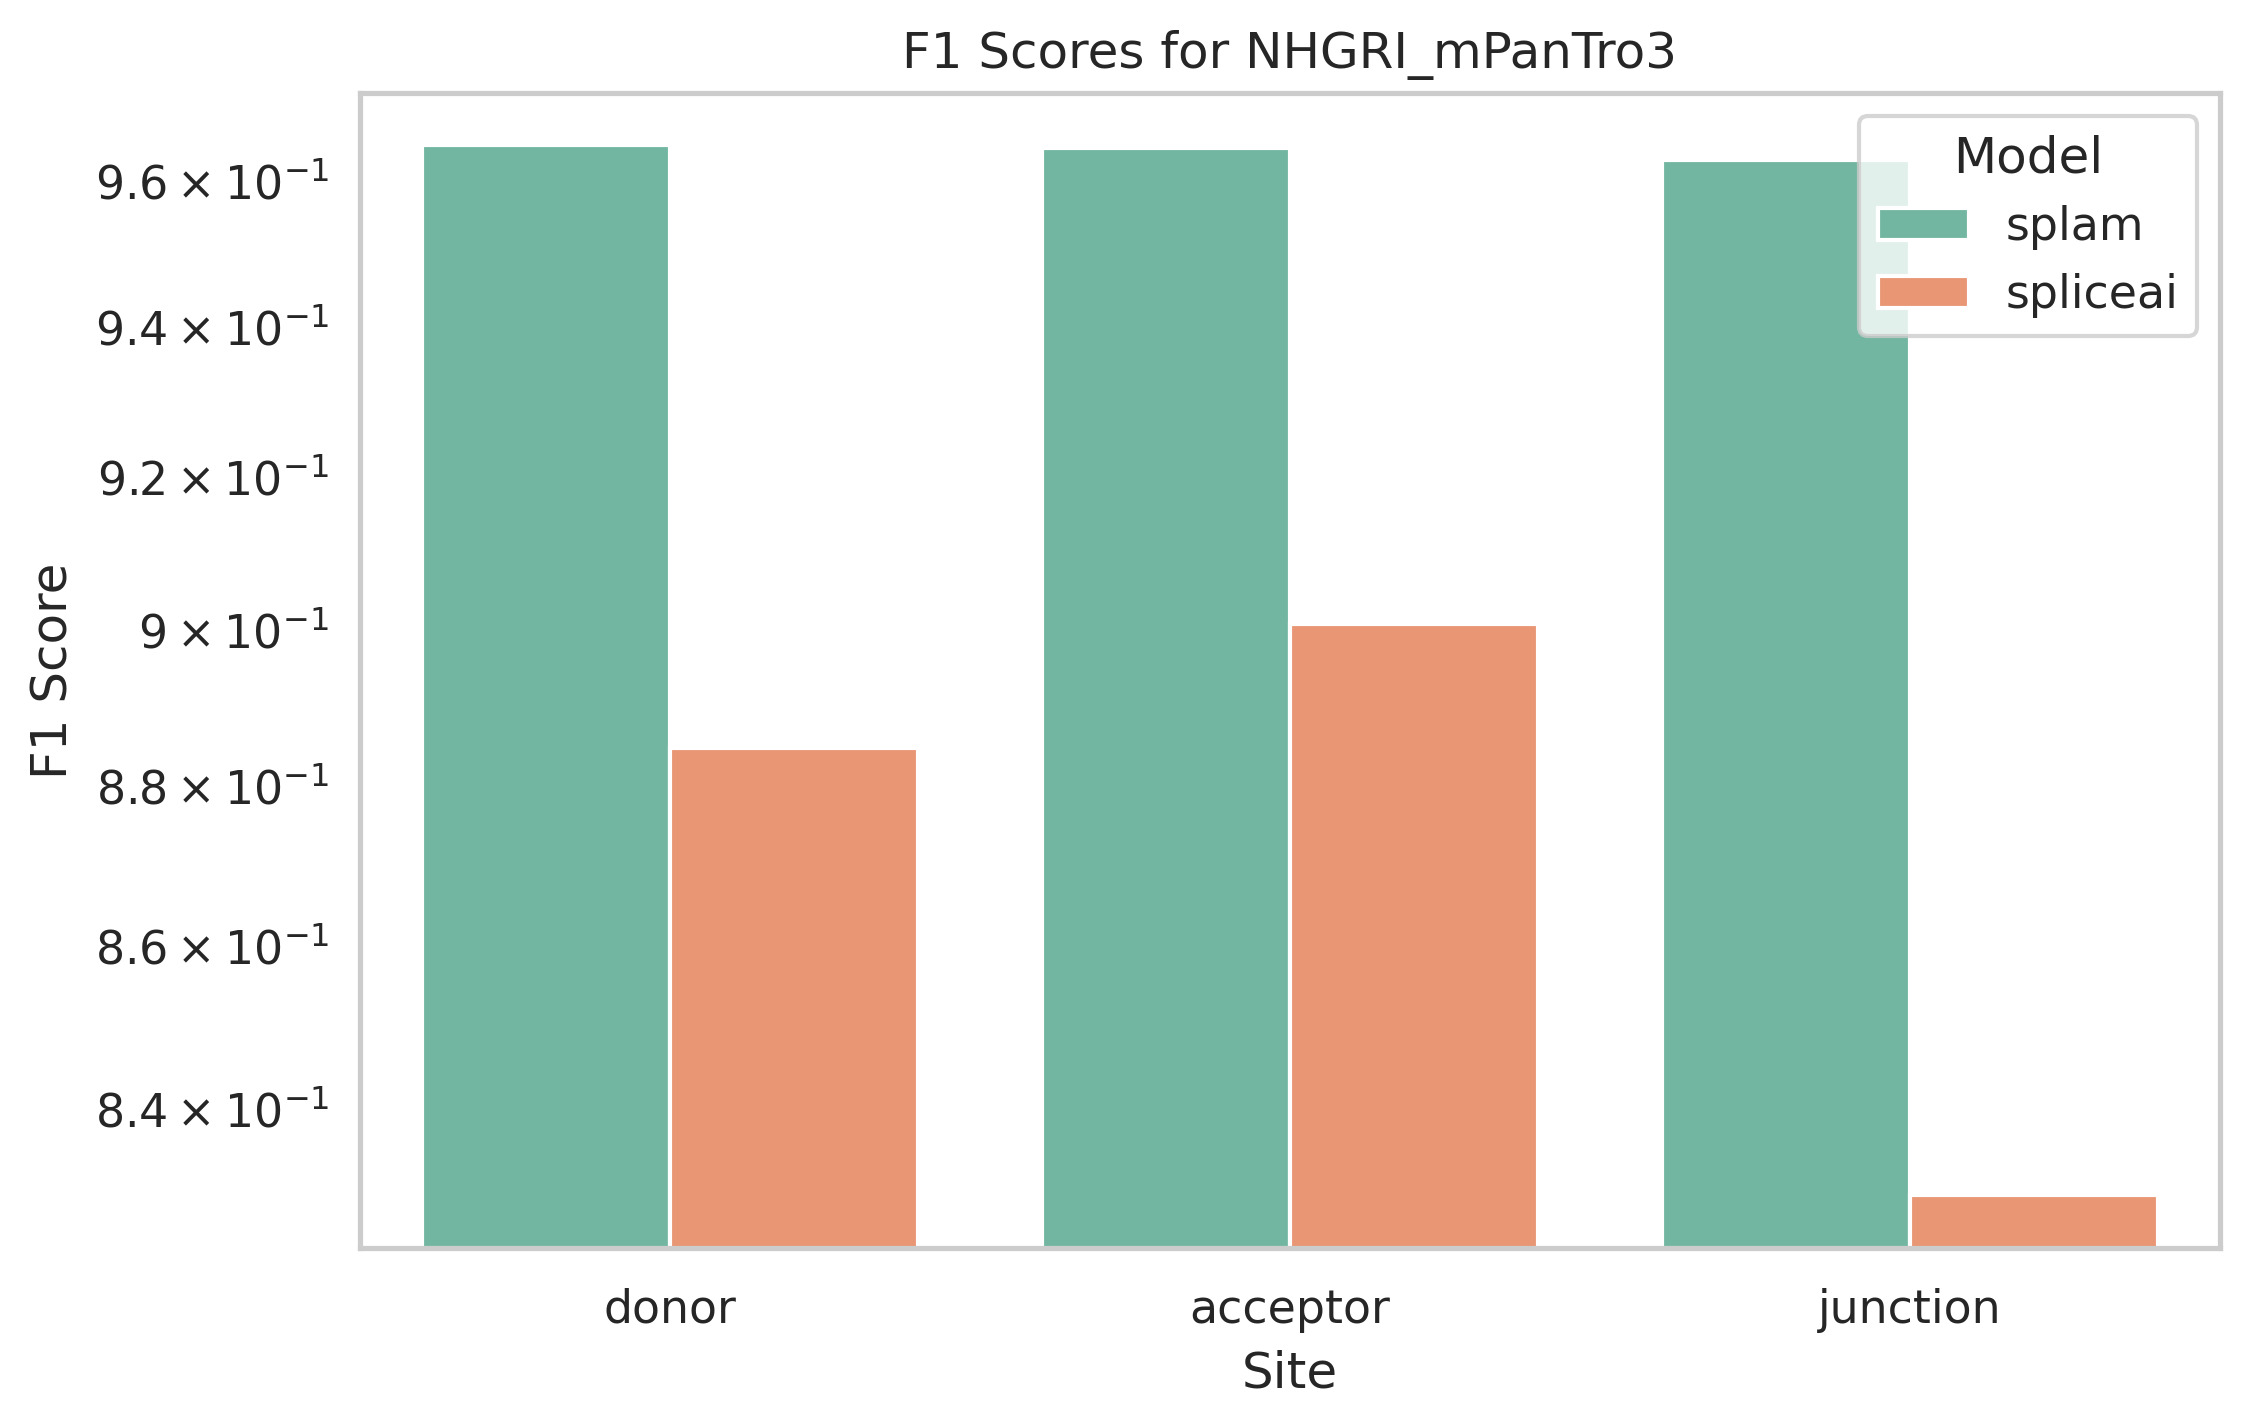 F1 Scores for NHGRI_mPanTro3
Model
splam
spliceai
9.6 × 10⁻¹
9.4 × 10⁻¹
9.2 × 10⁻¹
9 × 10⁻¹
8.8 × 10⁻¹
8.6 × 10⁻¹
8.4 × 10⁻¹
F1 Score
donor
acceptor
junction
Site